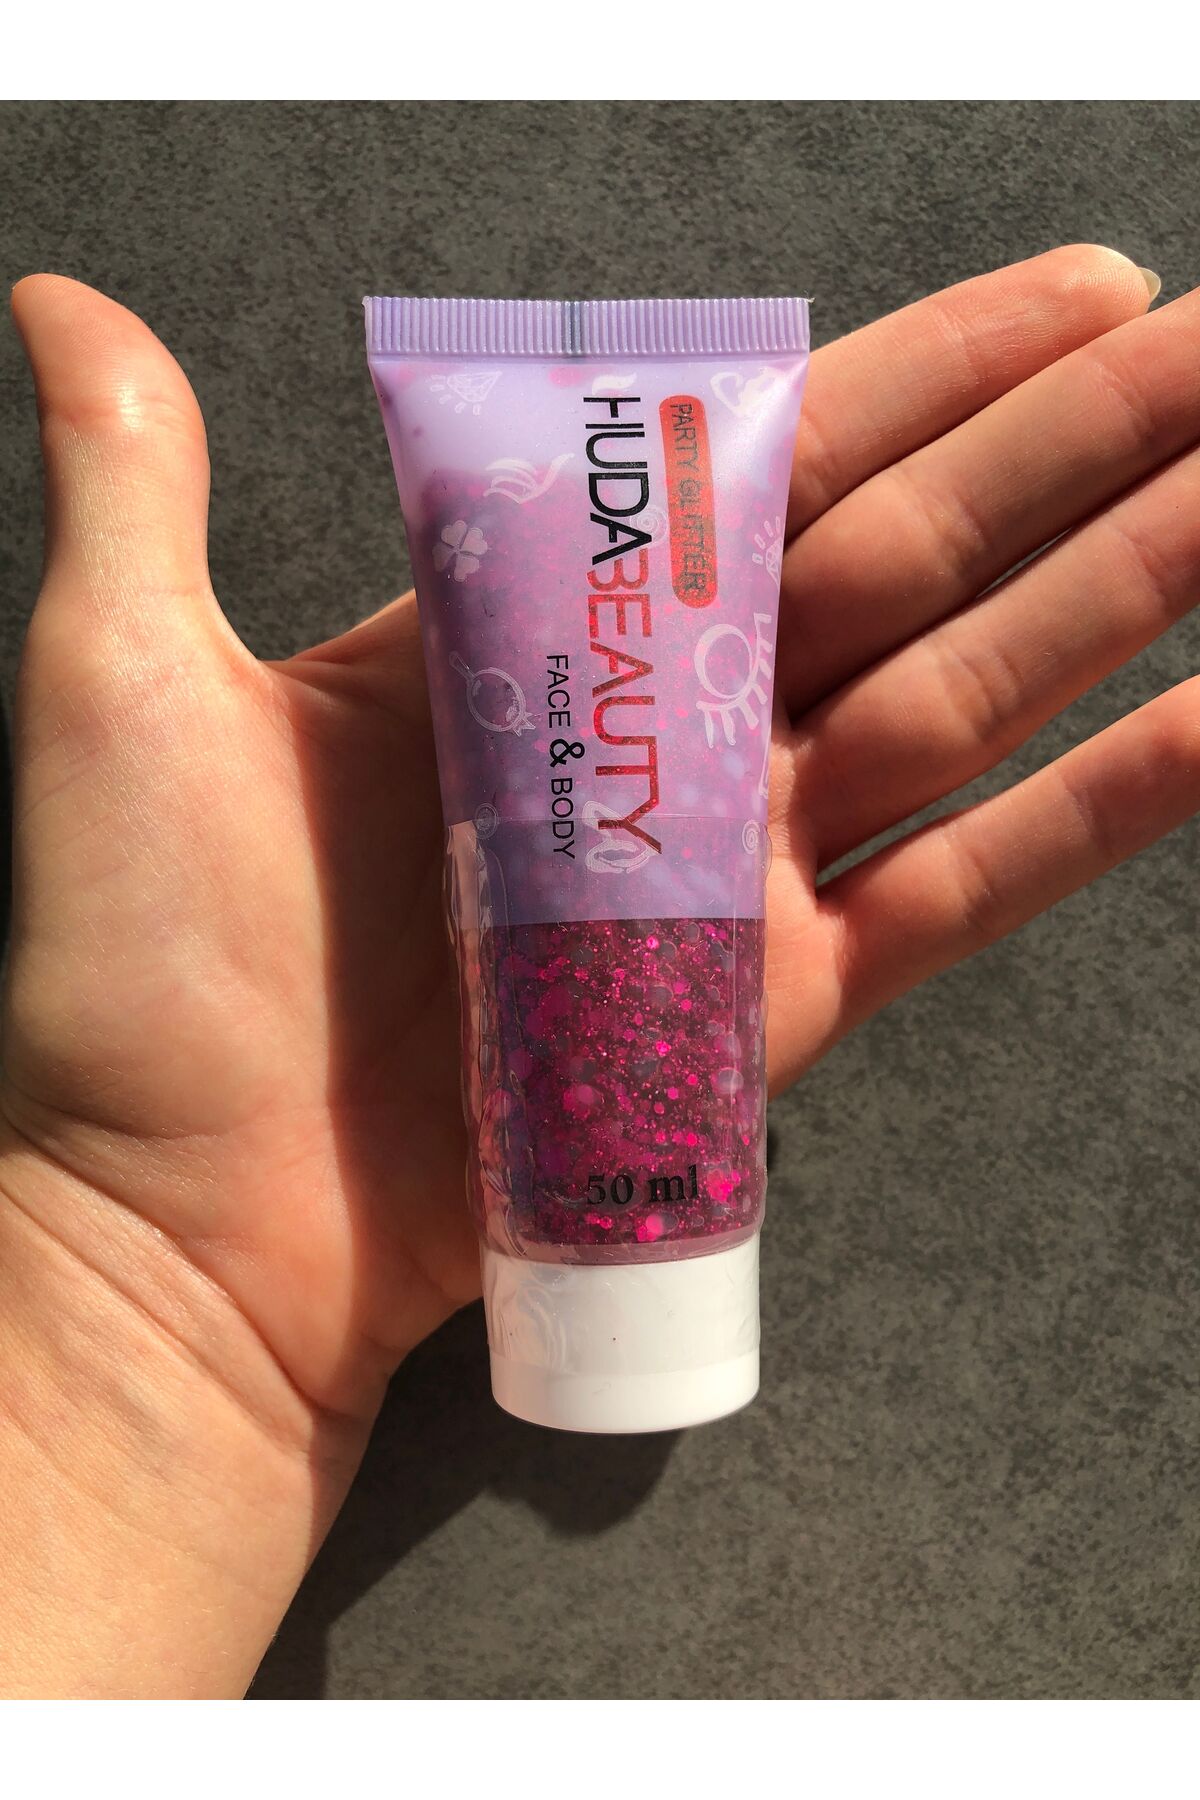 PARTY GLITTER
HUDABEAUTY
FACE & BODY
50 ml